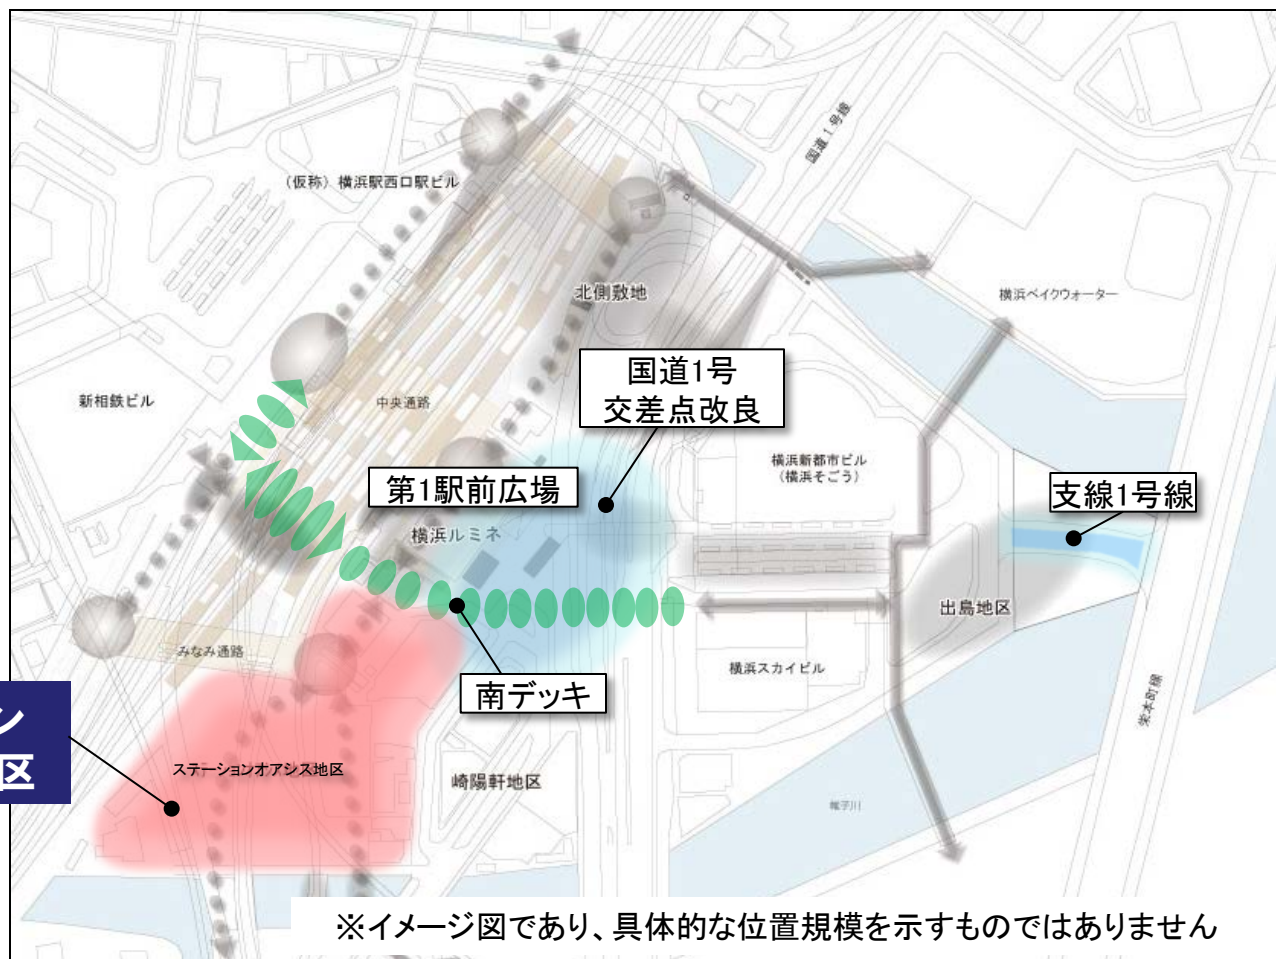 国道1号線
（仮称）横浜駅西口駅ビル
北側敷地
横浜ベイクウォーター
国道1号
交差点改良
新相鉄ビル
中央通路
横浜新都市ビル
（横浜そごう）
第1駅前広場
支線1号線
横浜ルミネ
出島地区
みなみ通路
横浜スカイビル
南デッキ
栄本町線
ン
区
ステーションオアシス地区
崎陽軒地区
帷子川
※イメージ図であり、具体的な位置規模を示すものではありません